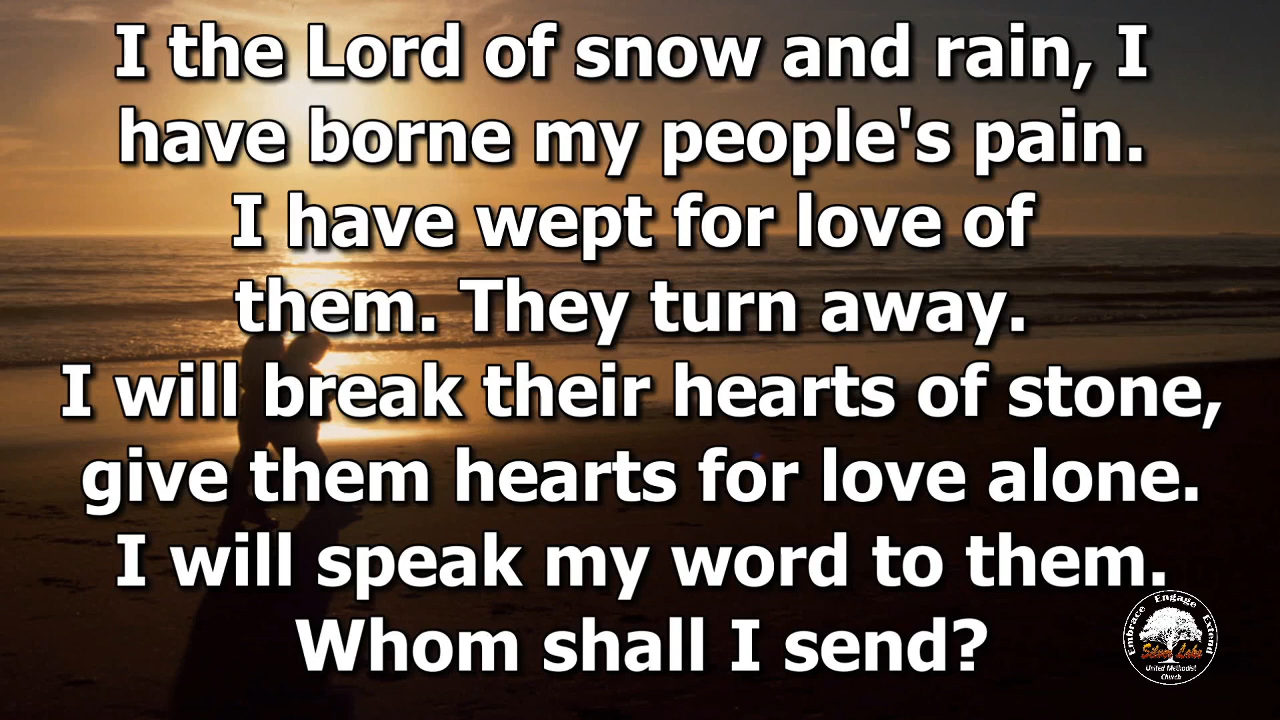 I the Lord of snow and rain, I
have borne my people's pain.
I have wept for love of
them. They turn away.
I will break their hearts of stone,
give them hearts for love alone.
I will speak my word to them.
Whom shall I send?
Embrace Engage Extend
Silver Lake
United Methodist
Church